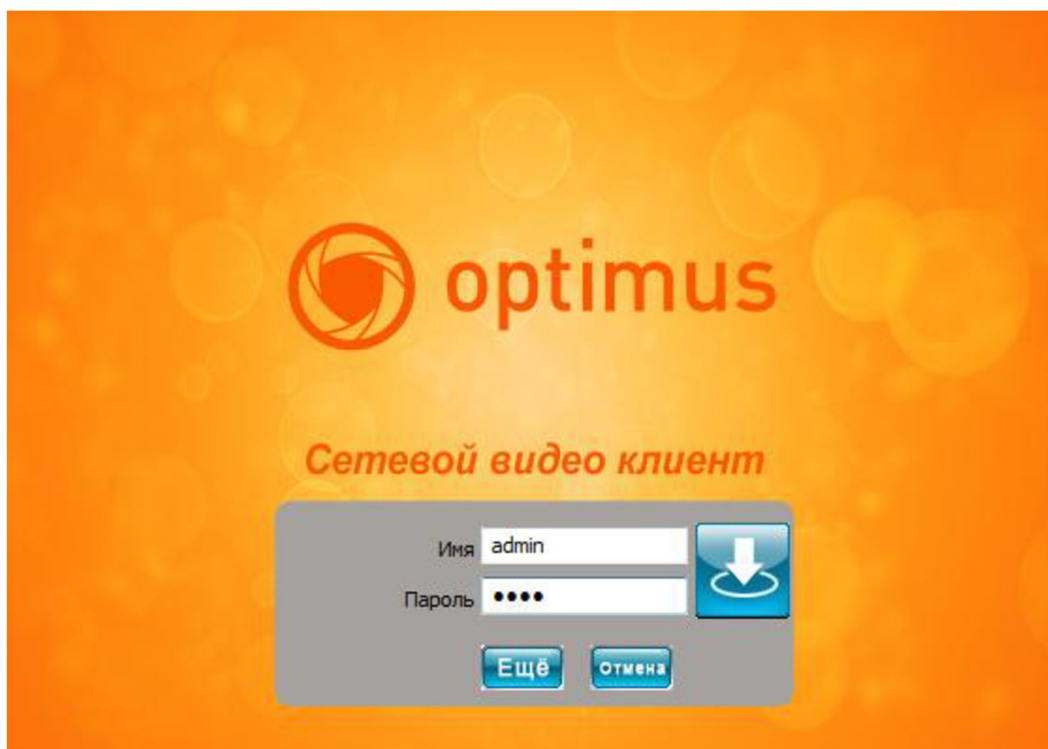 optimus
Сетевой видео клиент
Имя admin
Пароль ••••
Ещё Отмена